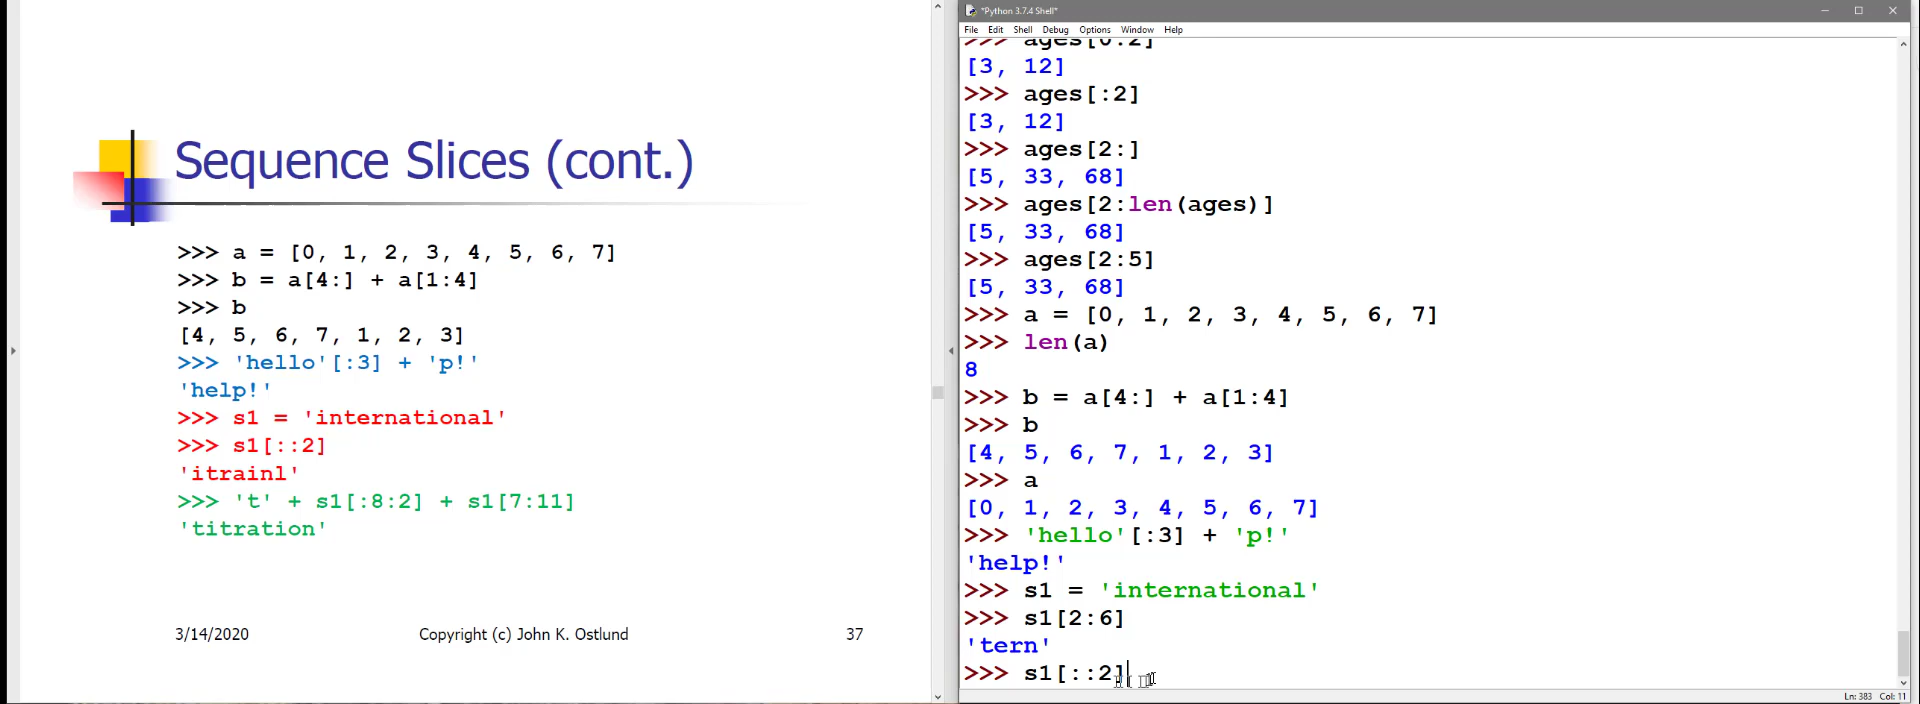 Sequence Slices (cont.)
>>> a = [0, 1, 2, 3, 4, 5, 6, 7]
>>> b = a[4:] + a[1:4]
>>> b
[4, 5, 6, 7, 1, 2, 3]
>>> 'hello'[:3] + 'p!'
'help!'
>>> s1 = 'international'
>>> s1[::2]
'itrainl'
>>> 't' + s1[:8:2] + s1[7:11]
'titration'
3/14/2020 Copyright (c) John K. Ostlund 37
*Python 3.7.4 Shell*
File Edit Shell Debug Options Window Help
>>> ages[0:2]
[3, 12]
>>> ages[:2]
[3, 12]
>>> ages[2:]
[5, 33, 68]
>>> ages[2:len(ages)]
[5, 33, 68]
>>> ages[2:5]
[5, 33, 68]
>>> a = [0, 1, 2, 3, 4, 5, 6, 7]
>>> len(a)
8
>>> b = a[4:] + a[1:4]
>>> b
[4, 5, 6, 7, 1, 2, 3]
>>> a
[0, 1, 2, 3, 4, 5, 6, 7]
>>> 'hello'[:3] + 'p!'
'help!'
>>> s1 = 'international'
>>> s1[2:6]
'tern'
>>> s1[::2]
Ln: 383 Col: 11